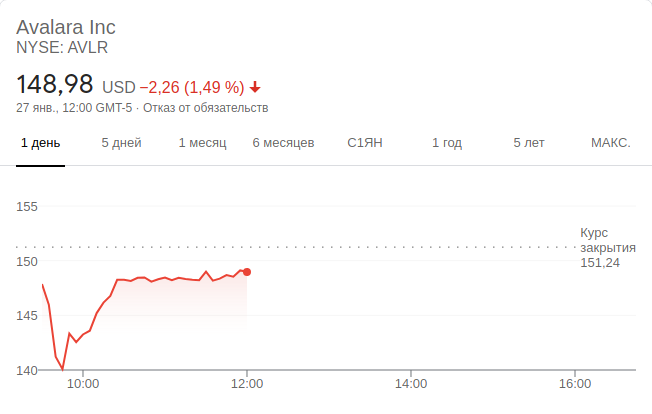 Avalara Inc
NYSE: AVLR
148,98 USD −2,26 (1,49 %)
27 янв., 12:00 GMT-5 · Отказ от обязательств
1 день 5 дней 1 месяц 6 месяцев С1ЯН 1 год 5 лет МАКС.
155
Курс
закрытия
151,24
150
145
140
10:00 12:00 14:00 16:00